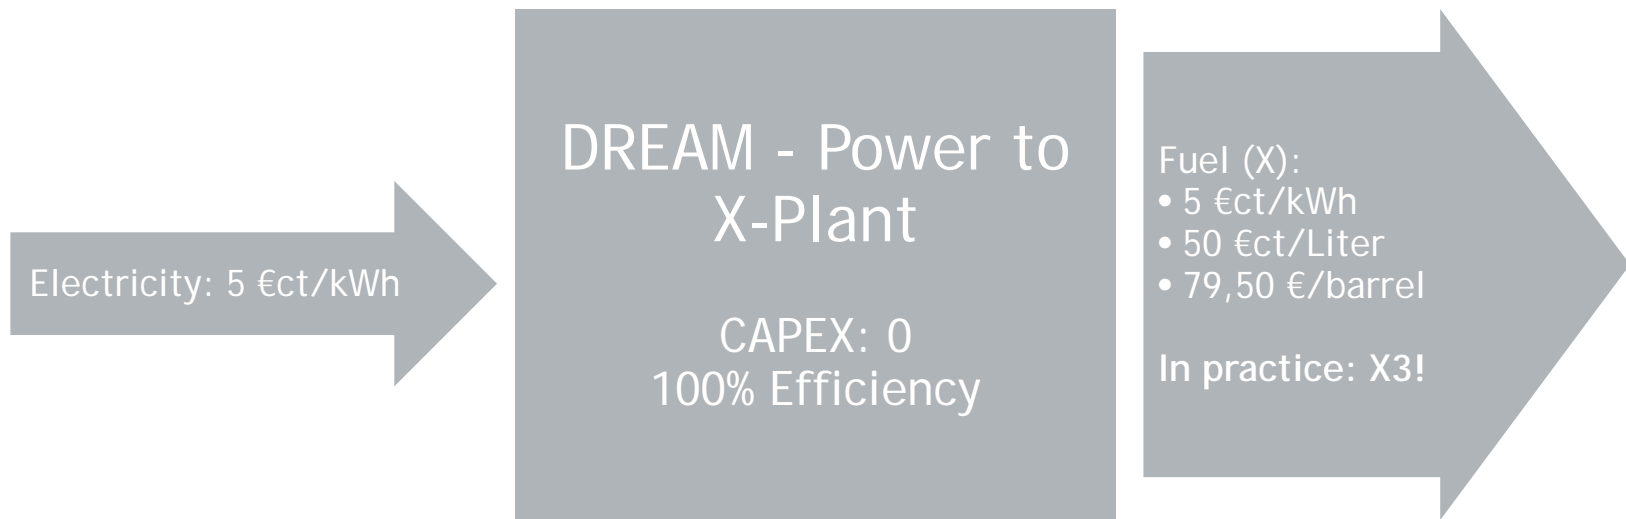 Electricity: 5 €ct/kWh
DREAM - Power to
X-Plant
CAPEX: 0
100% Efficiency
Fuel (X):
• 5 €ct/kWh
• 50 €ct/Liter
• 79,50 €/barrel
In practice: X3!